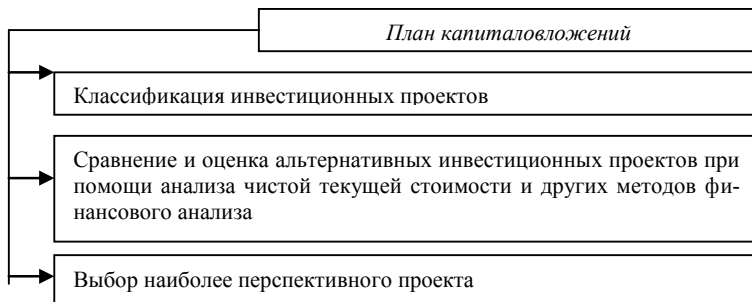 План капиталовложений
Классификация инвестиционных проектов
Сравнение и оценка альтернативных инвестиционных проектов при
помощи анализа чистой текущей стоимости и других методов фи-
нансового анализа
Выбор наиболее перспективного проекта